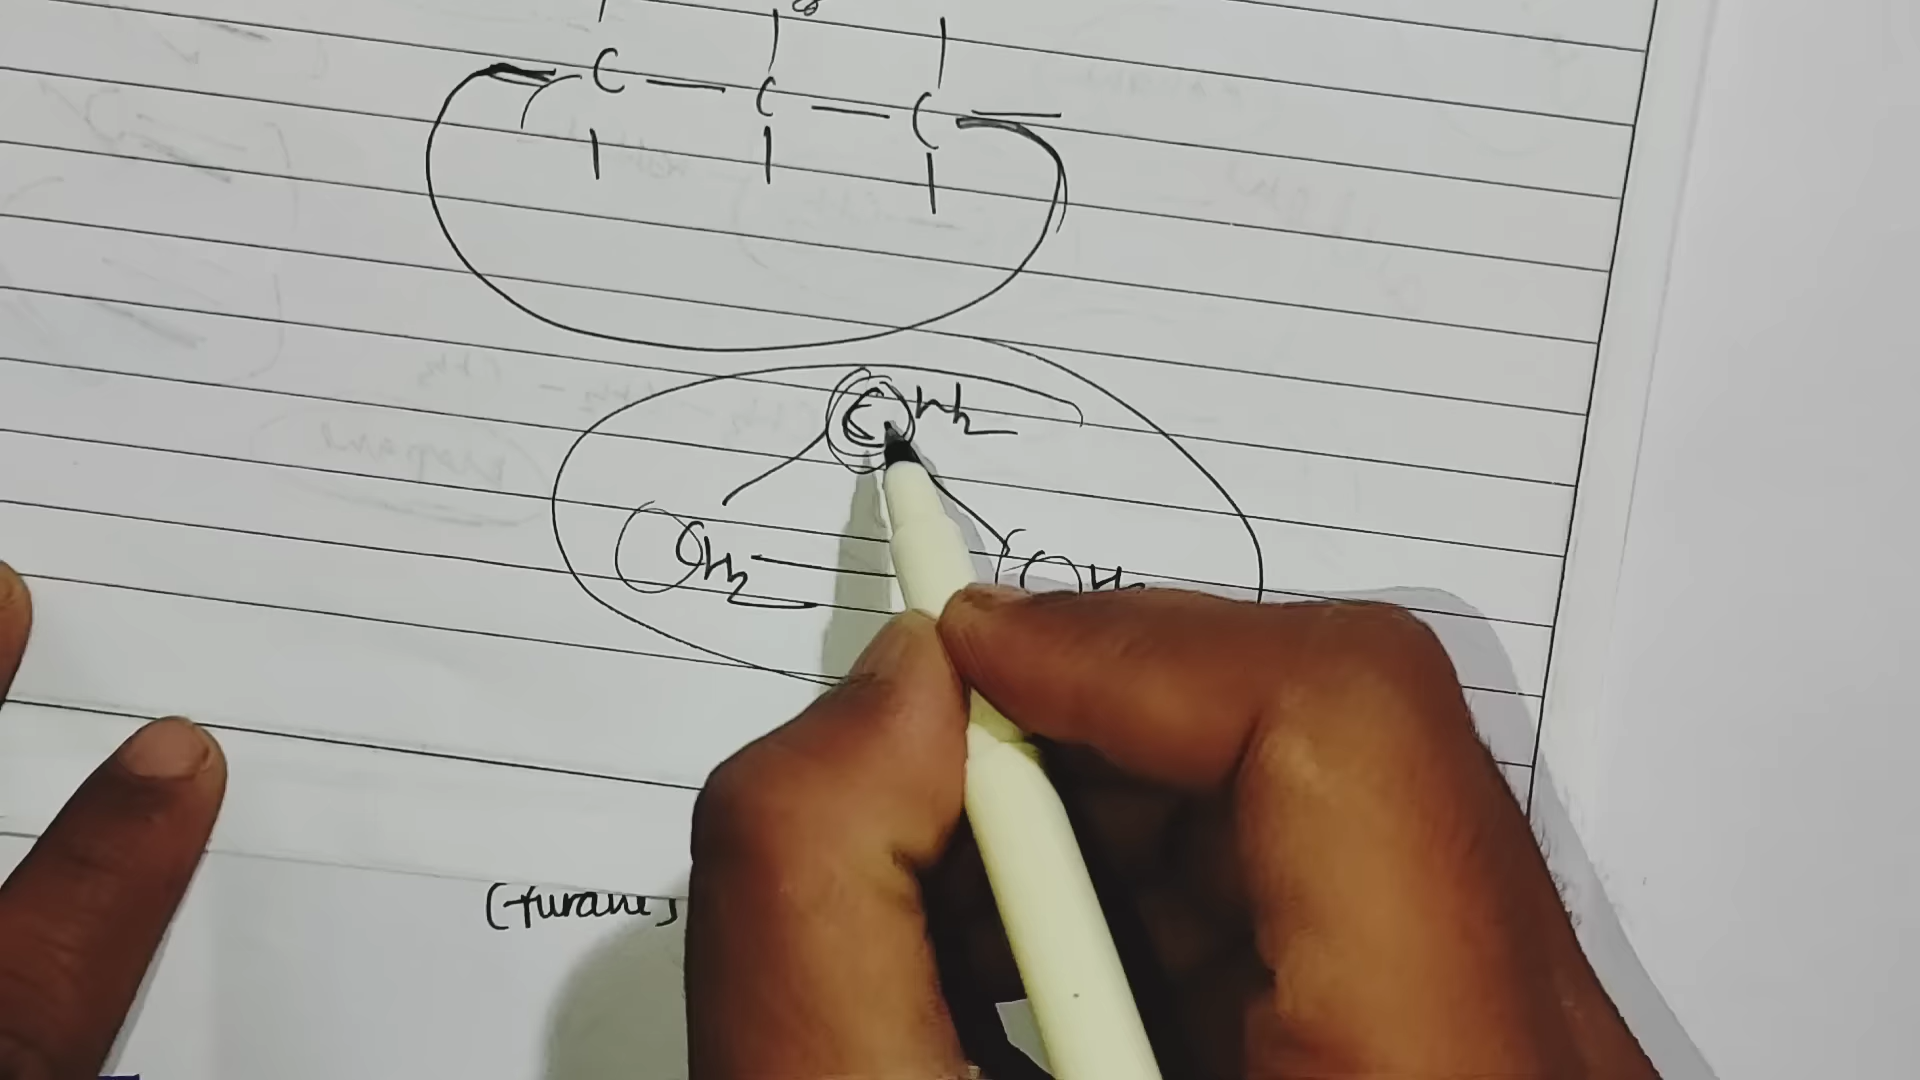 C — C — C
CH2
CH2 — CH2
(furane)